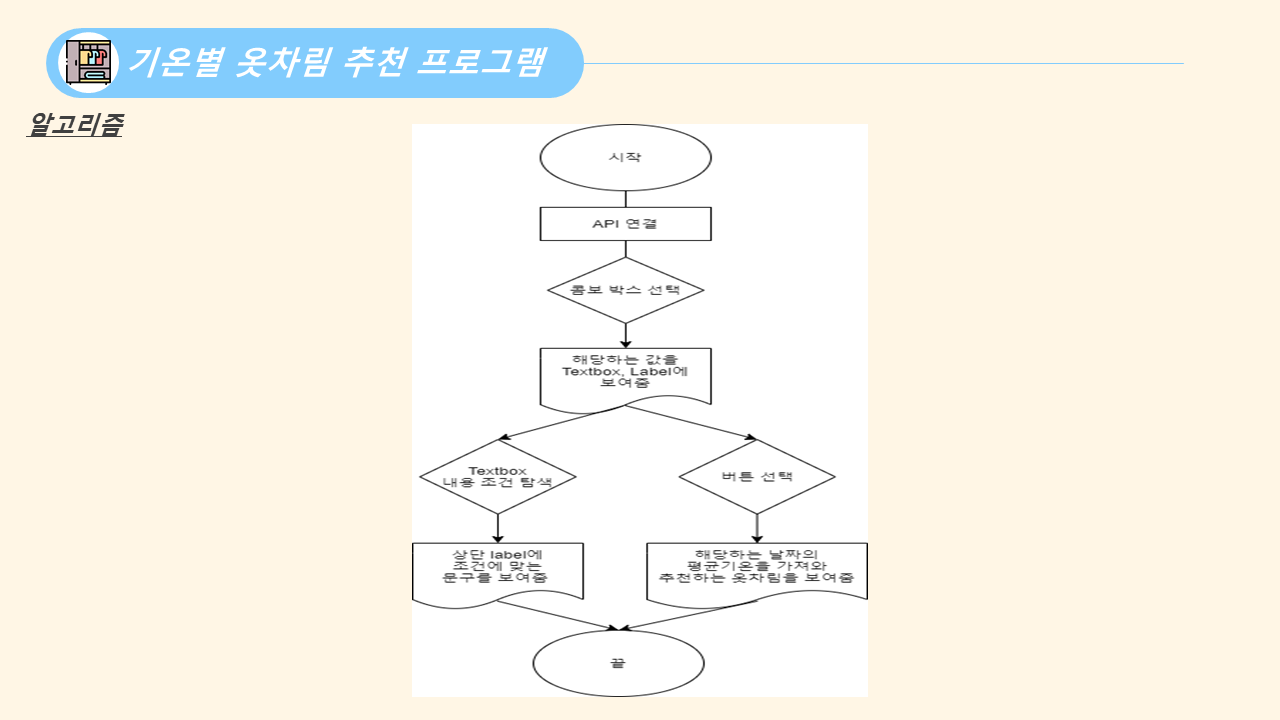 기온별 옷차림 추천 프로그램
알고리즘
시작
API 연결
콤보 박스 선택
해당하는 값을
Textbox, Label에
보여줌
Textbox
내용 조건 탐색
버튼 선택
상단 label에
조건에 맞는
문구를 보여줌
해당하는 날짜의
평균기온을 가져와
추천하는 옷차림을 보여줌
끝